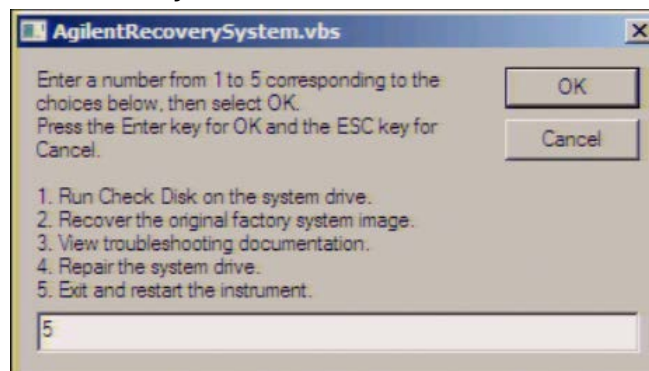 AgilentRecoverySystem.vbs
Enter a number from 1 to 5 corresponding to the
choices below, then select OK.
Press the Enter key for OK and the ESC key for
Cancel.
OK
Cancel
1. Run Check Disk on the system drive.
2. Recover the original factory system image.
3. View troubleshooting documentation.
4. Repair the system drive.
5. Exit and restart the instrument.
5